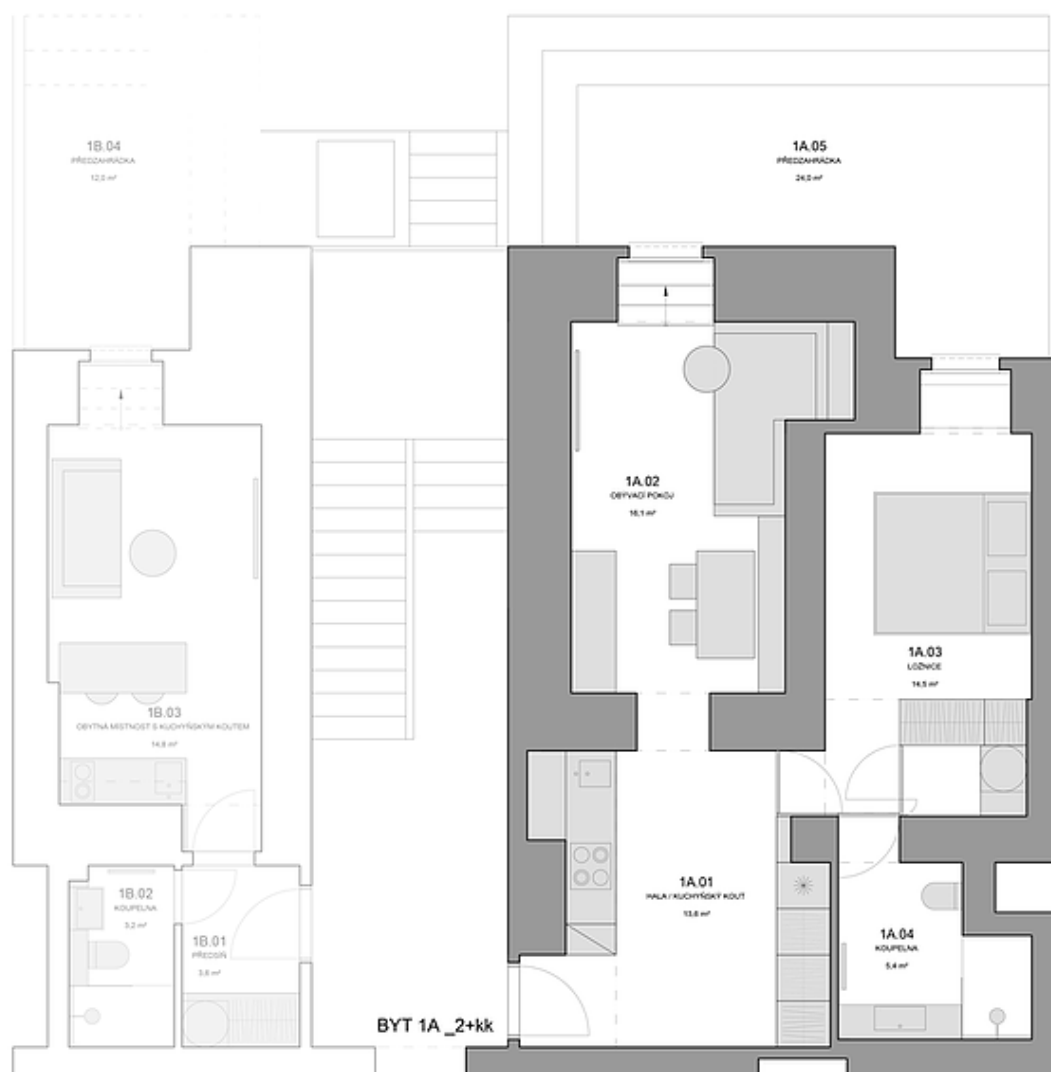 1B.04
PŘEDZAHRÁDKA
12,0 m²
1A.05
PŘEDZAHRÁDKA
24,0 m²
1A.02
OBÝVACÍ POKOJ
16,1 m²
1A.03
LOŽNICE
14,5 m²
1B.03
OBYTNÁ MÍSTNOST S KUCHYŇSKÝM KOUTEM
14,8 m²
1A.01
HALA / KUCHYŇSKÝ KOUT
13,6 m²
1B.02
KOUPELNA
3,2 m²
1B.01
PŘEDSÍŇ
3,6 m²
1A.04
KOUPELNA
5,4 m²
BYT 1A _2+kk